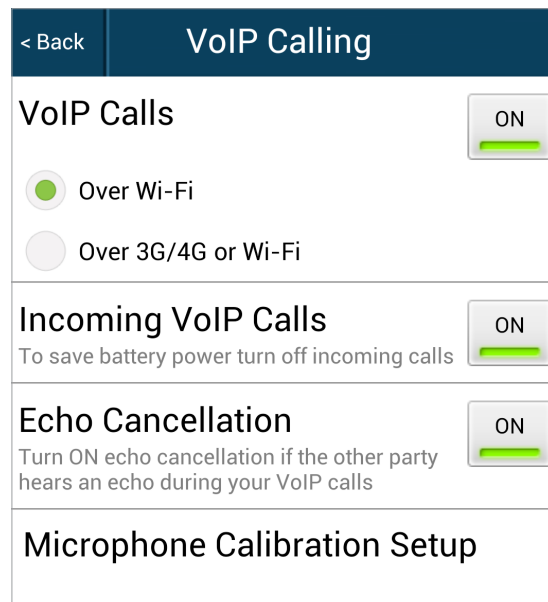 < Back VoIP Calling
VoIP Calls ON
Over Wi-Fi
Over 3G/4G or Wi-Fi
Incoming VoIP Calls ON
To save battery power turn off incoming calls
Echo Cancellation ON
Turn ON echo cancellation if the other party
hears an echo during your VoIP calls
Microphone Calibration Setup